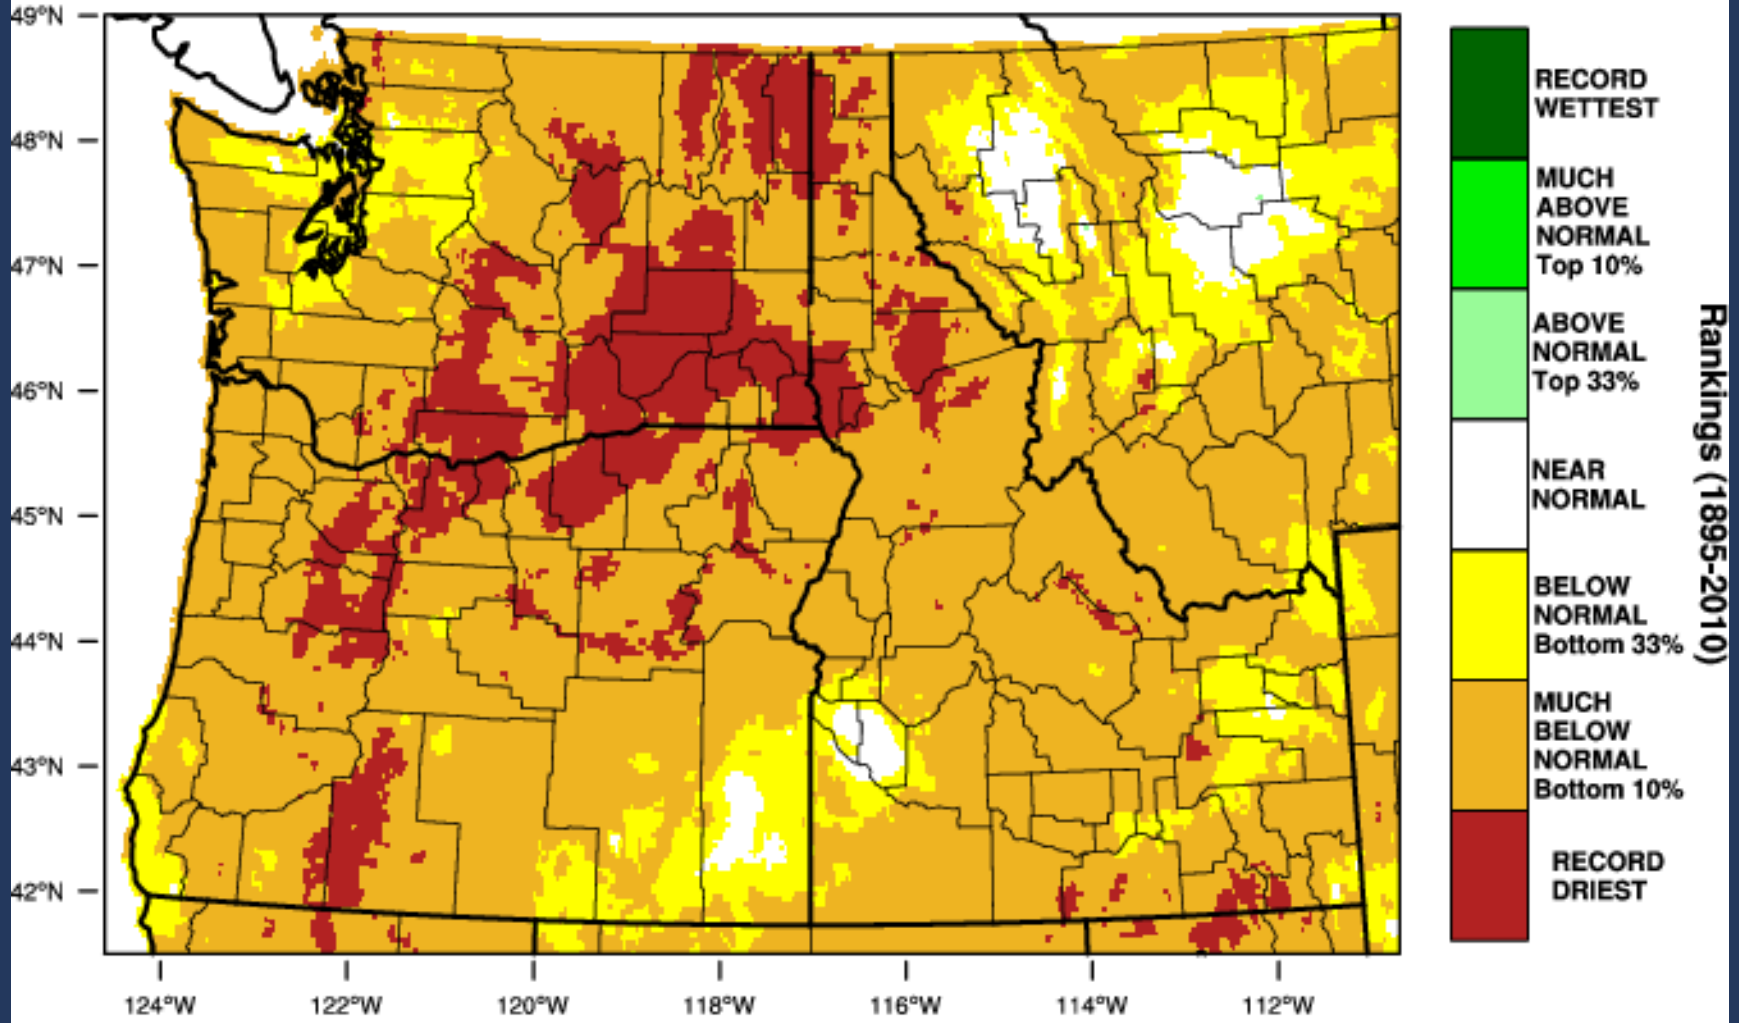 49°N
48°N
47°N
46°N
45°N
44°N
43°N
42°N
124°W
122°W
120°W
118°W
116°W
114°W
112°W
RECORD
WETTEST
MUCH
ABOVE
NORMAL
Top 10%
ABOVE
NORMAL
Top 33%
NEAR
NORMAL
BELOW
NORMAL
Bottom 33%
MUCH
BELOW
NORMAL
Bottom 10%
RECORD
DRIEST
Rankings (1895-2010)